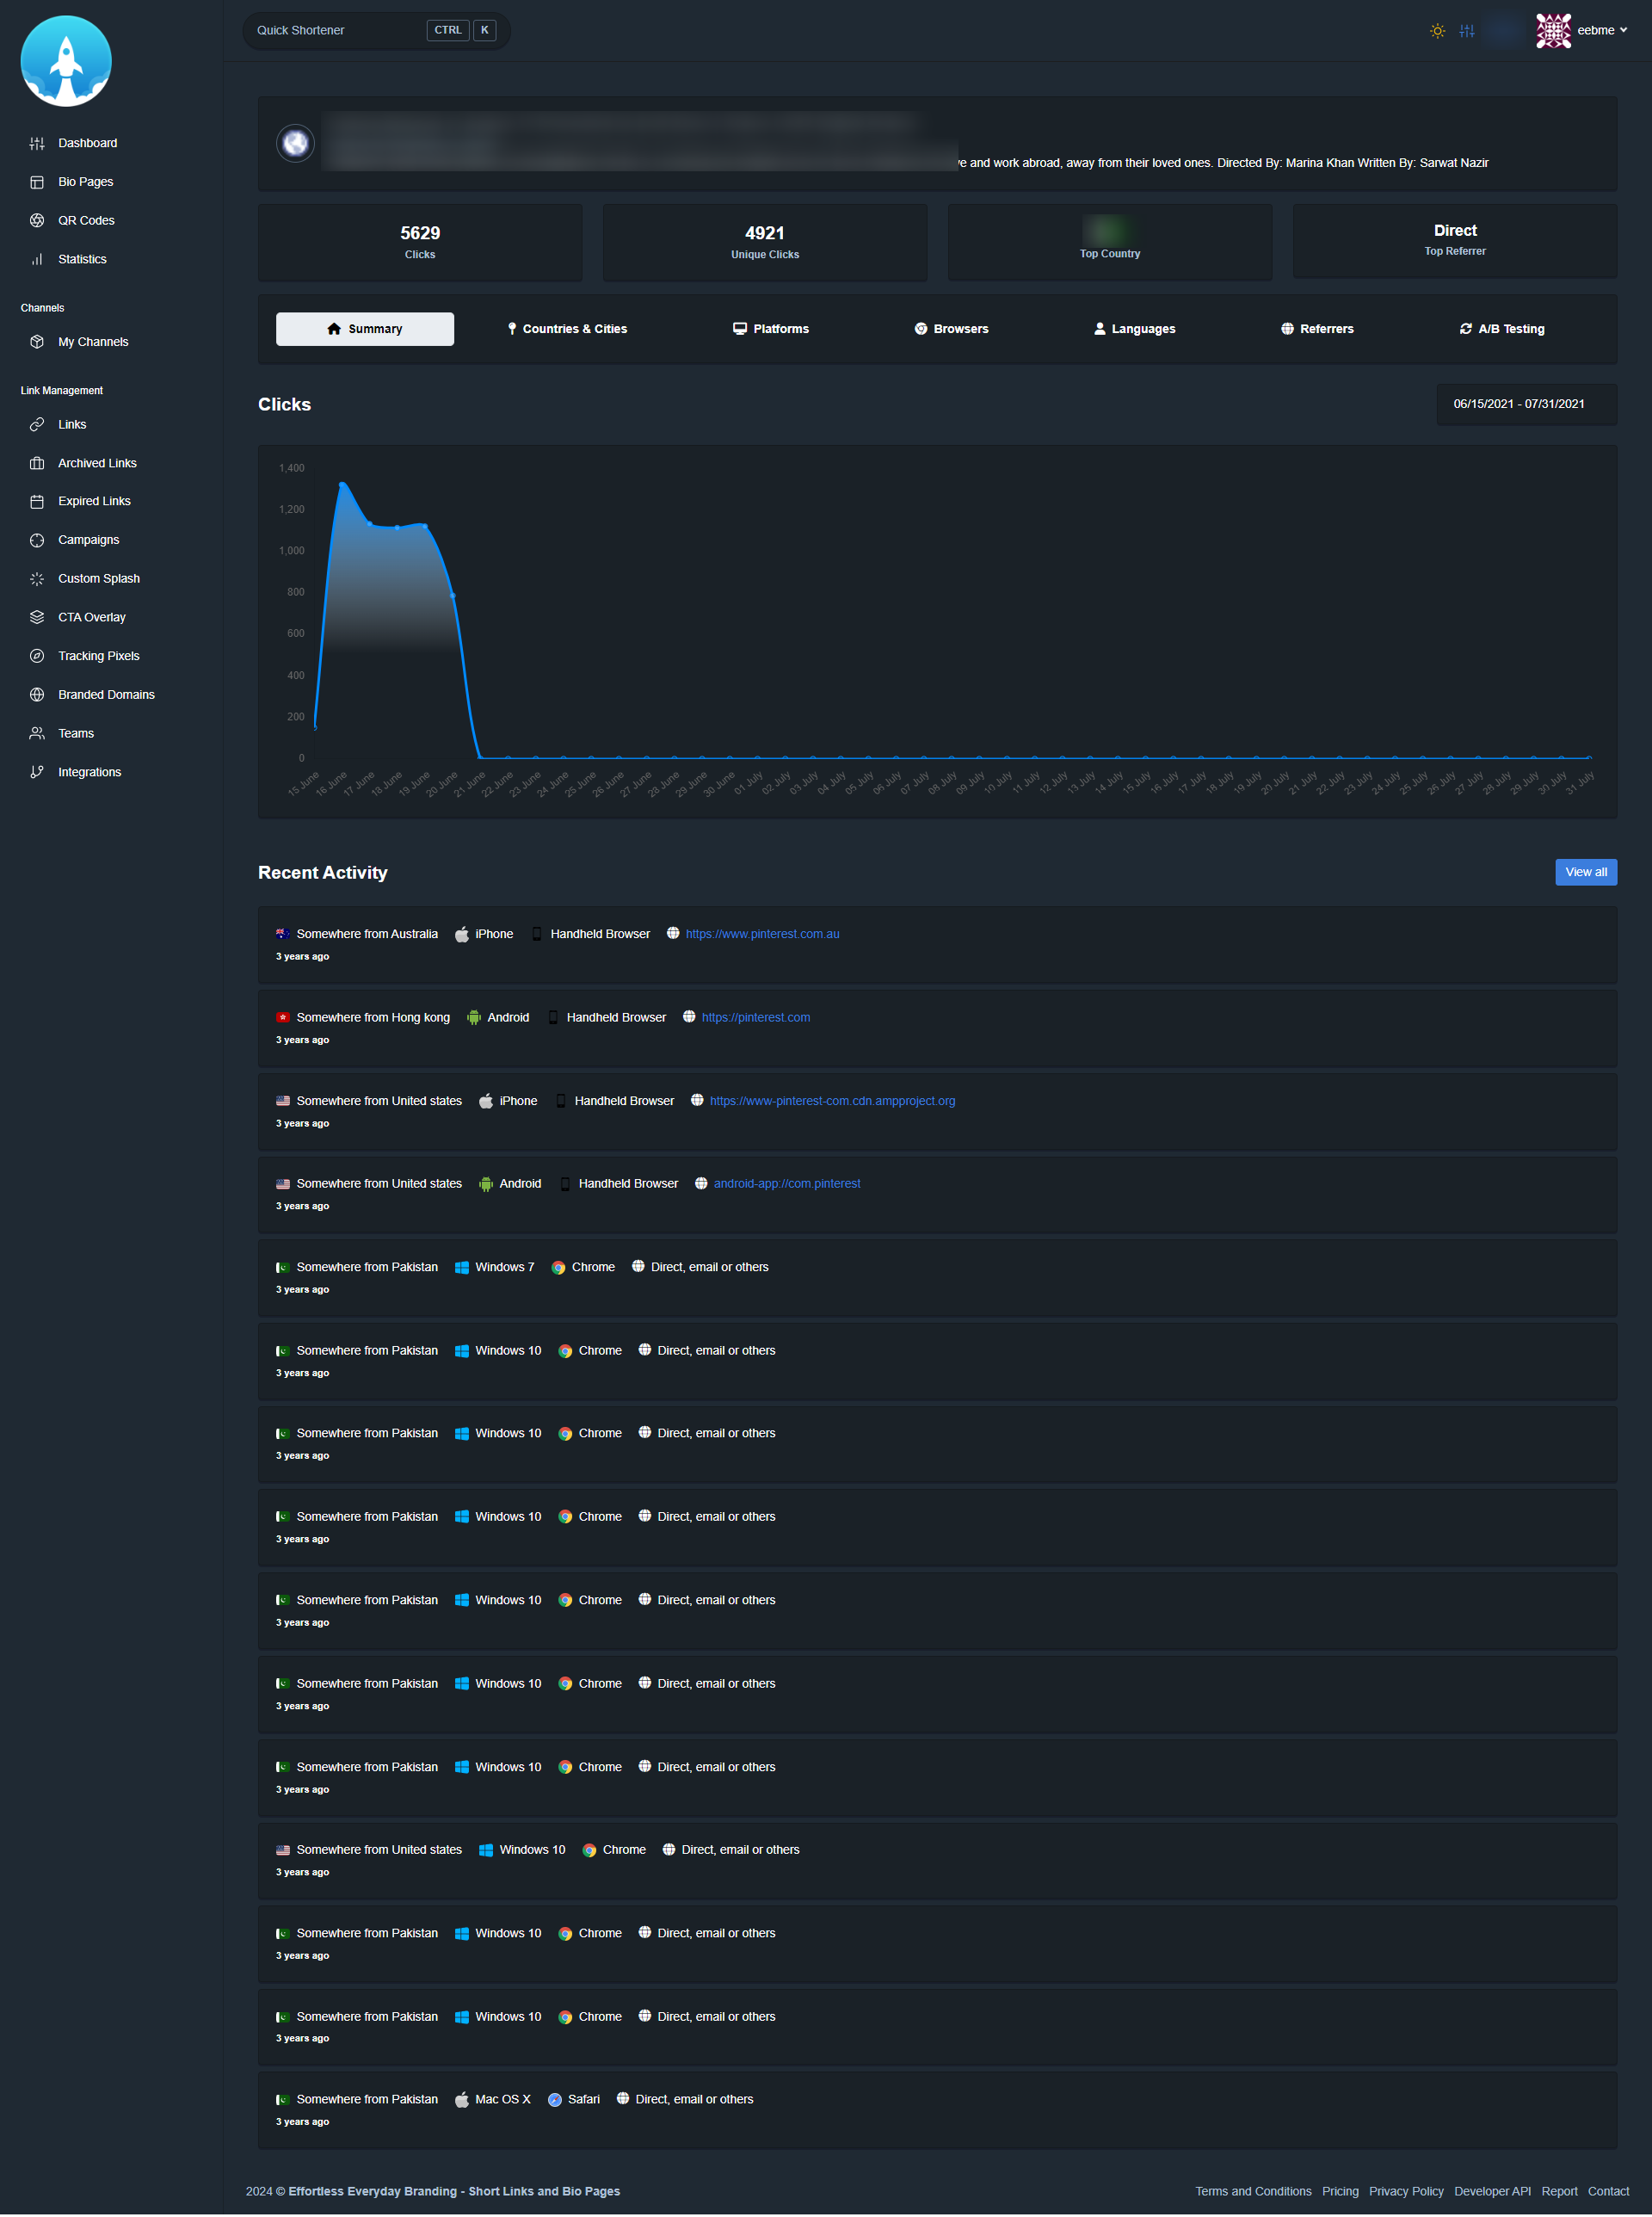 Quick Shortener CTRL K
eebme
Dashboard
Bio Pages
QR Codes
Statistics
Channels
My Channels
Link Management
Links
Archived Links
Expired Links
Campaigns
Custom Splash
CTA Overlay
Tracking Pixels
Branded Domains
Teams
Integrations
and work abroad, away from their loved ones. Directed By: Marina Khan Written By: Sarwat Nazir
5629
Clicks
4921
Unique Clicks
Top Country
Direct
Top Referrer
Summary Countries & Cities Platforms Browsers Languages Referrers A/B Testing
Clicks
06/15/2021 - 07/31/2021
1,400
1,200
1,000
800
600
400
200
0
15 June 16 June 17 June 18 June 19 June 20 June 21 June 22 June 23 June 24 June 25 June 26 June 27 June 28 June 29 June 30 June 01 July 02 July 03 July 04 July 05 July 06 July 07 July 08 July 09 July 10 July 11 July 12 July 13 July 14 July 15 July 16 July 17 July 18 July 19 July 20 July 21 July 22 July 23 July 24 July 25 July 26 July 27 July 28 July 29 July 30 July 31 July
Recent Activity
View all
Somewhere from Australia iPhone Handheld Browser https://www.pinterest.com.au
3 years ago
Somewhere from Hong kong Android Handheld Browser https://pinterest.com
3 years ago
Somewhere from United states iPhone Handheld Browser https://www-pinterest-com.cdn.ampproject.org
3 years ago
Somewhere from United states Android Handheld Browser android-app://com.pinterest
3 years ago
Somewhere from Pakistan Windows 7 Chrome Direct, email or others
3 years ago
Somewhere from Pakistan Windows 10 Chrome Direct, email or others
3 years ago
Somewhere from Pakistan Windows 10 Chrome Direct, email or others
3 years ago
Somewhere from Pakistan Windows 10 Chrome Direct, email or others
3 years ago
Somewhere from Pakistan Windows 10 Chrome Direct, email or others
3 years ago
Somewhere from Pakistan Windows 10 Chrome Direct, email or others
3 years ago
Somewhere from Pakistan Windows 10 Chrome Direct, email or others
3 years ago
Somewhere from United states Windows 10 Chrome Direct, email or others
3 years ago
Somewhere from Pakistan Windows 10 Chrome Direct, email or others
3 years ago
Somewhere from Pakistan Windows 10 Chrome Direct, email or others
3 years ago
Somewhere from Pakistan Mac OS X Safari Direct, email or others
3 years ago
2024 © Effortless Everyday Branding - Short Links and Bio Pages
Terms and Conditions Pricing Privacy Policy Developer API Report Contact